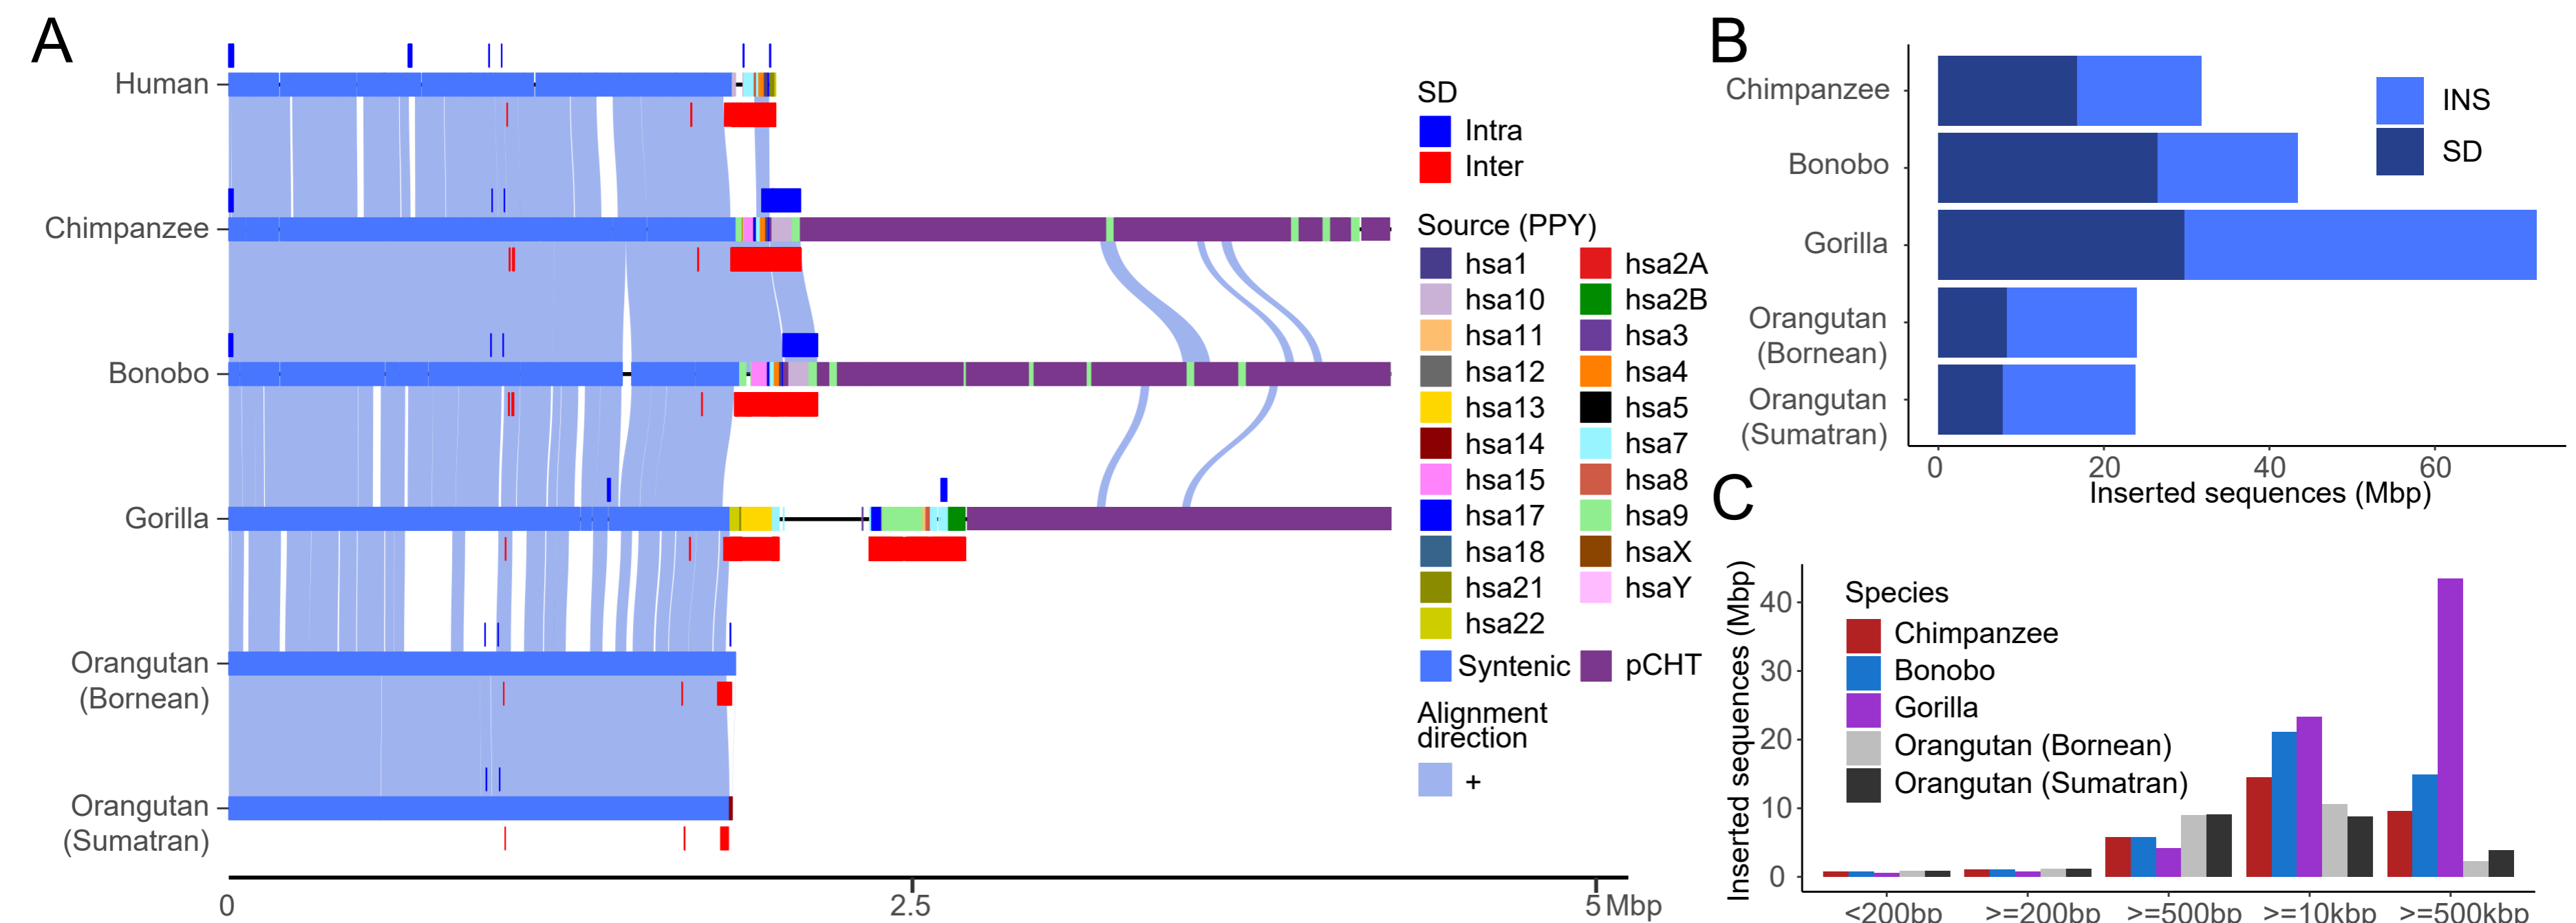 A
Human
Chimpanzee
Bonobo
Gorilla
Orangutan
(Bornean)
Orangutan
(Sumatran)
0
2.5
5 Mbp
SD
Intra
Inter
Source (PPY)
hsa1
hsa10
hsa11
hsa12
hsa13
hsa14
hsa15
hsa17
hsa18
hsa21
hsa22
hsa2A
hsa2B
hsa3
hsa4
hsa5
hsa7
hsa8
hsa9
hsaX
hsaY
Syntenic
pCHT
Alignment
direction
+
B
Chimpanzee
Bonobo
Gorilla
Orangutan
(Bornean)
Orangutan
(Sumatran)
INS
SD
0
20
40
60
Inserted sequences (Mbp)
C
Inserted sequences (Mbp)
40
30
20
10
0
Species
Chimpanzee
Bonobo
Gorilla
Orangutan (Bornean)
Orangutan (Sumatran)
<200bp
>=200bp
>=500bp
>=10kbp
>=500kbp